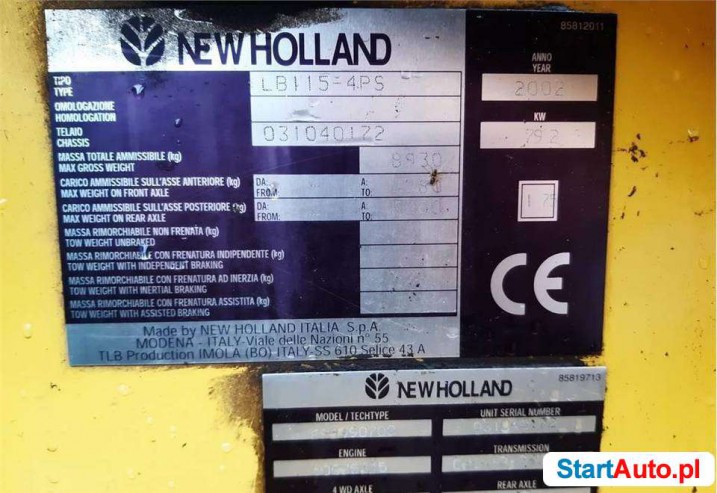 85812011
NEW HOLLAND
TIPO
TYPE
LB115-4PS
ANNO
YEAR
2002
OMOLOGAZIONE
HOMOLOGATION
TELAIO
CHASSIS
031040172
KW
79.2
MASSA TOTALE AMMISSIBILE (kg)
MAX GROSS WEIGHT
8930
CARICO AMMISSIBILE SULL'ASSE ANTERIORE (kg)
MAX WEIGHT ON FRONT AXLE
DA:
FROM:
A:
TO:
CARICO AMMISSIBILE SULL'ASSE POSTERIORE (kg)
MAX WEIGHT ON REAR AXLE
DA:
FROM:
A:
TO:
MASSA RIMORCHIABILE NON FRENATA (kg)
TOW WEIGHT UNBRAKED
MASSA RIMORCHIABILE CON FRENATURA INDIPENDENTE (kg)
TOW WEIGHT WITH INDEPENDENT BRAKING
MASSA RIMORCHIABILE CON FRENATURA AD INERZIA (kg)
TOW WEIGHT WITH INERTIAL BRAKING
MASSA RIMORCHIABILE CON FRENATURA ASSISTITA (kg)
TOW WEIGHT WITH ASSISTED BRAKING
CE
Made by NEW HOLLAND ITALIA S.p.A.
MODENA - ITALY-Viale delle Nazioni n° 55
TLB Production IMOLA (BO) ITALY-SS 610 Selice 43 A
NEW HOLLAND
85819713
MODEL / TECHTYPE
UNIT SERIAL NUMBER
ENGINE
TRANSMISSION
4 WD AXLE
REAR AXLE
StartAuto.pl